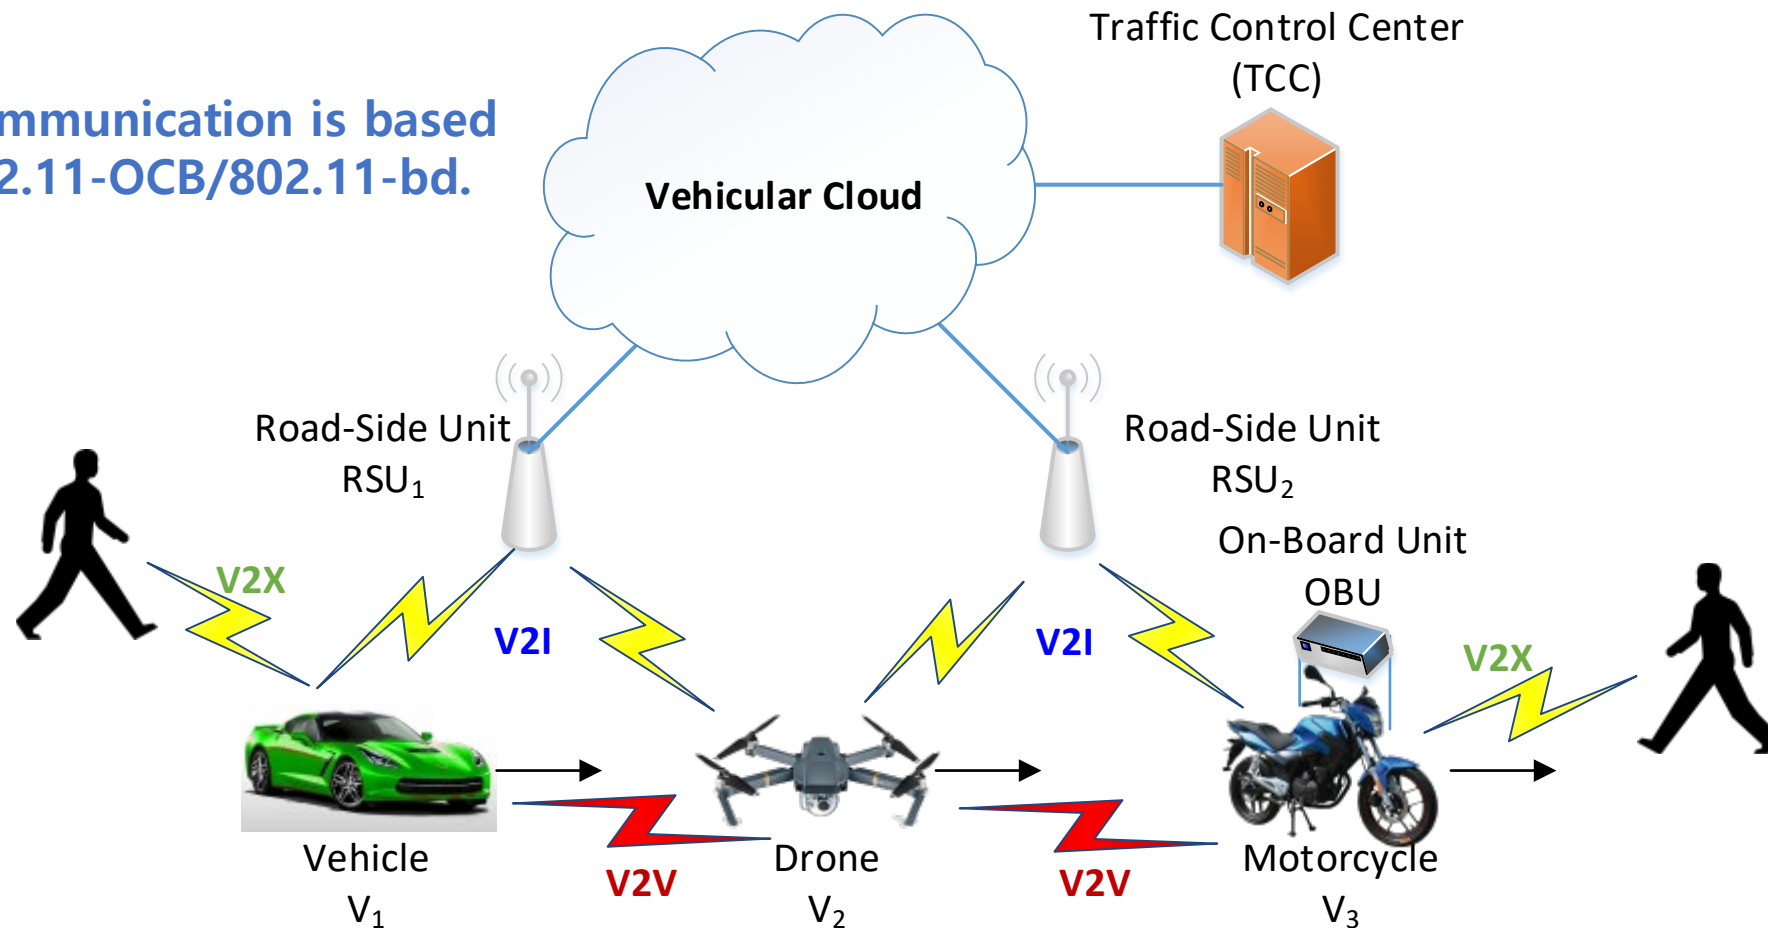 Traffic Control Center
(TCC)
mmunication is based
2.11-OCB/802.11-bd.
Vehicular Cloud
Road-Side Unit
RSU₁
Road-Side Unit
RSU₂
On-Board Unit
OBU
V2X
V2I
V2I
V2X
Vehicle
V₁
V2V
Drone
V₂
V2V
Motorcycle
V₃